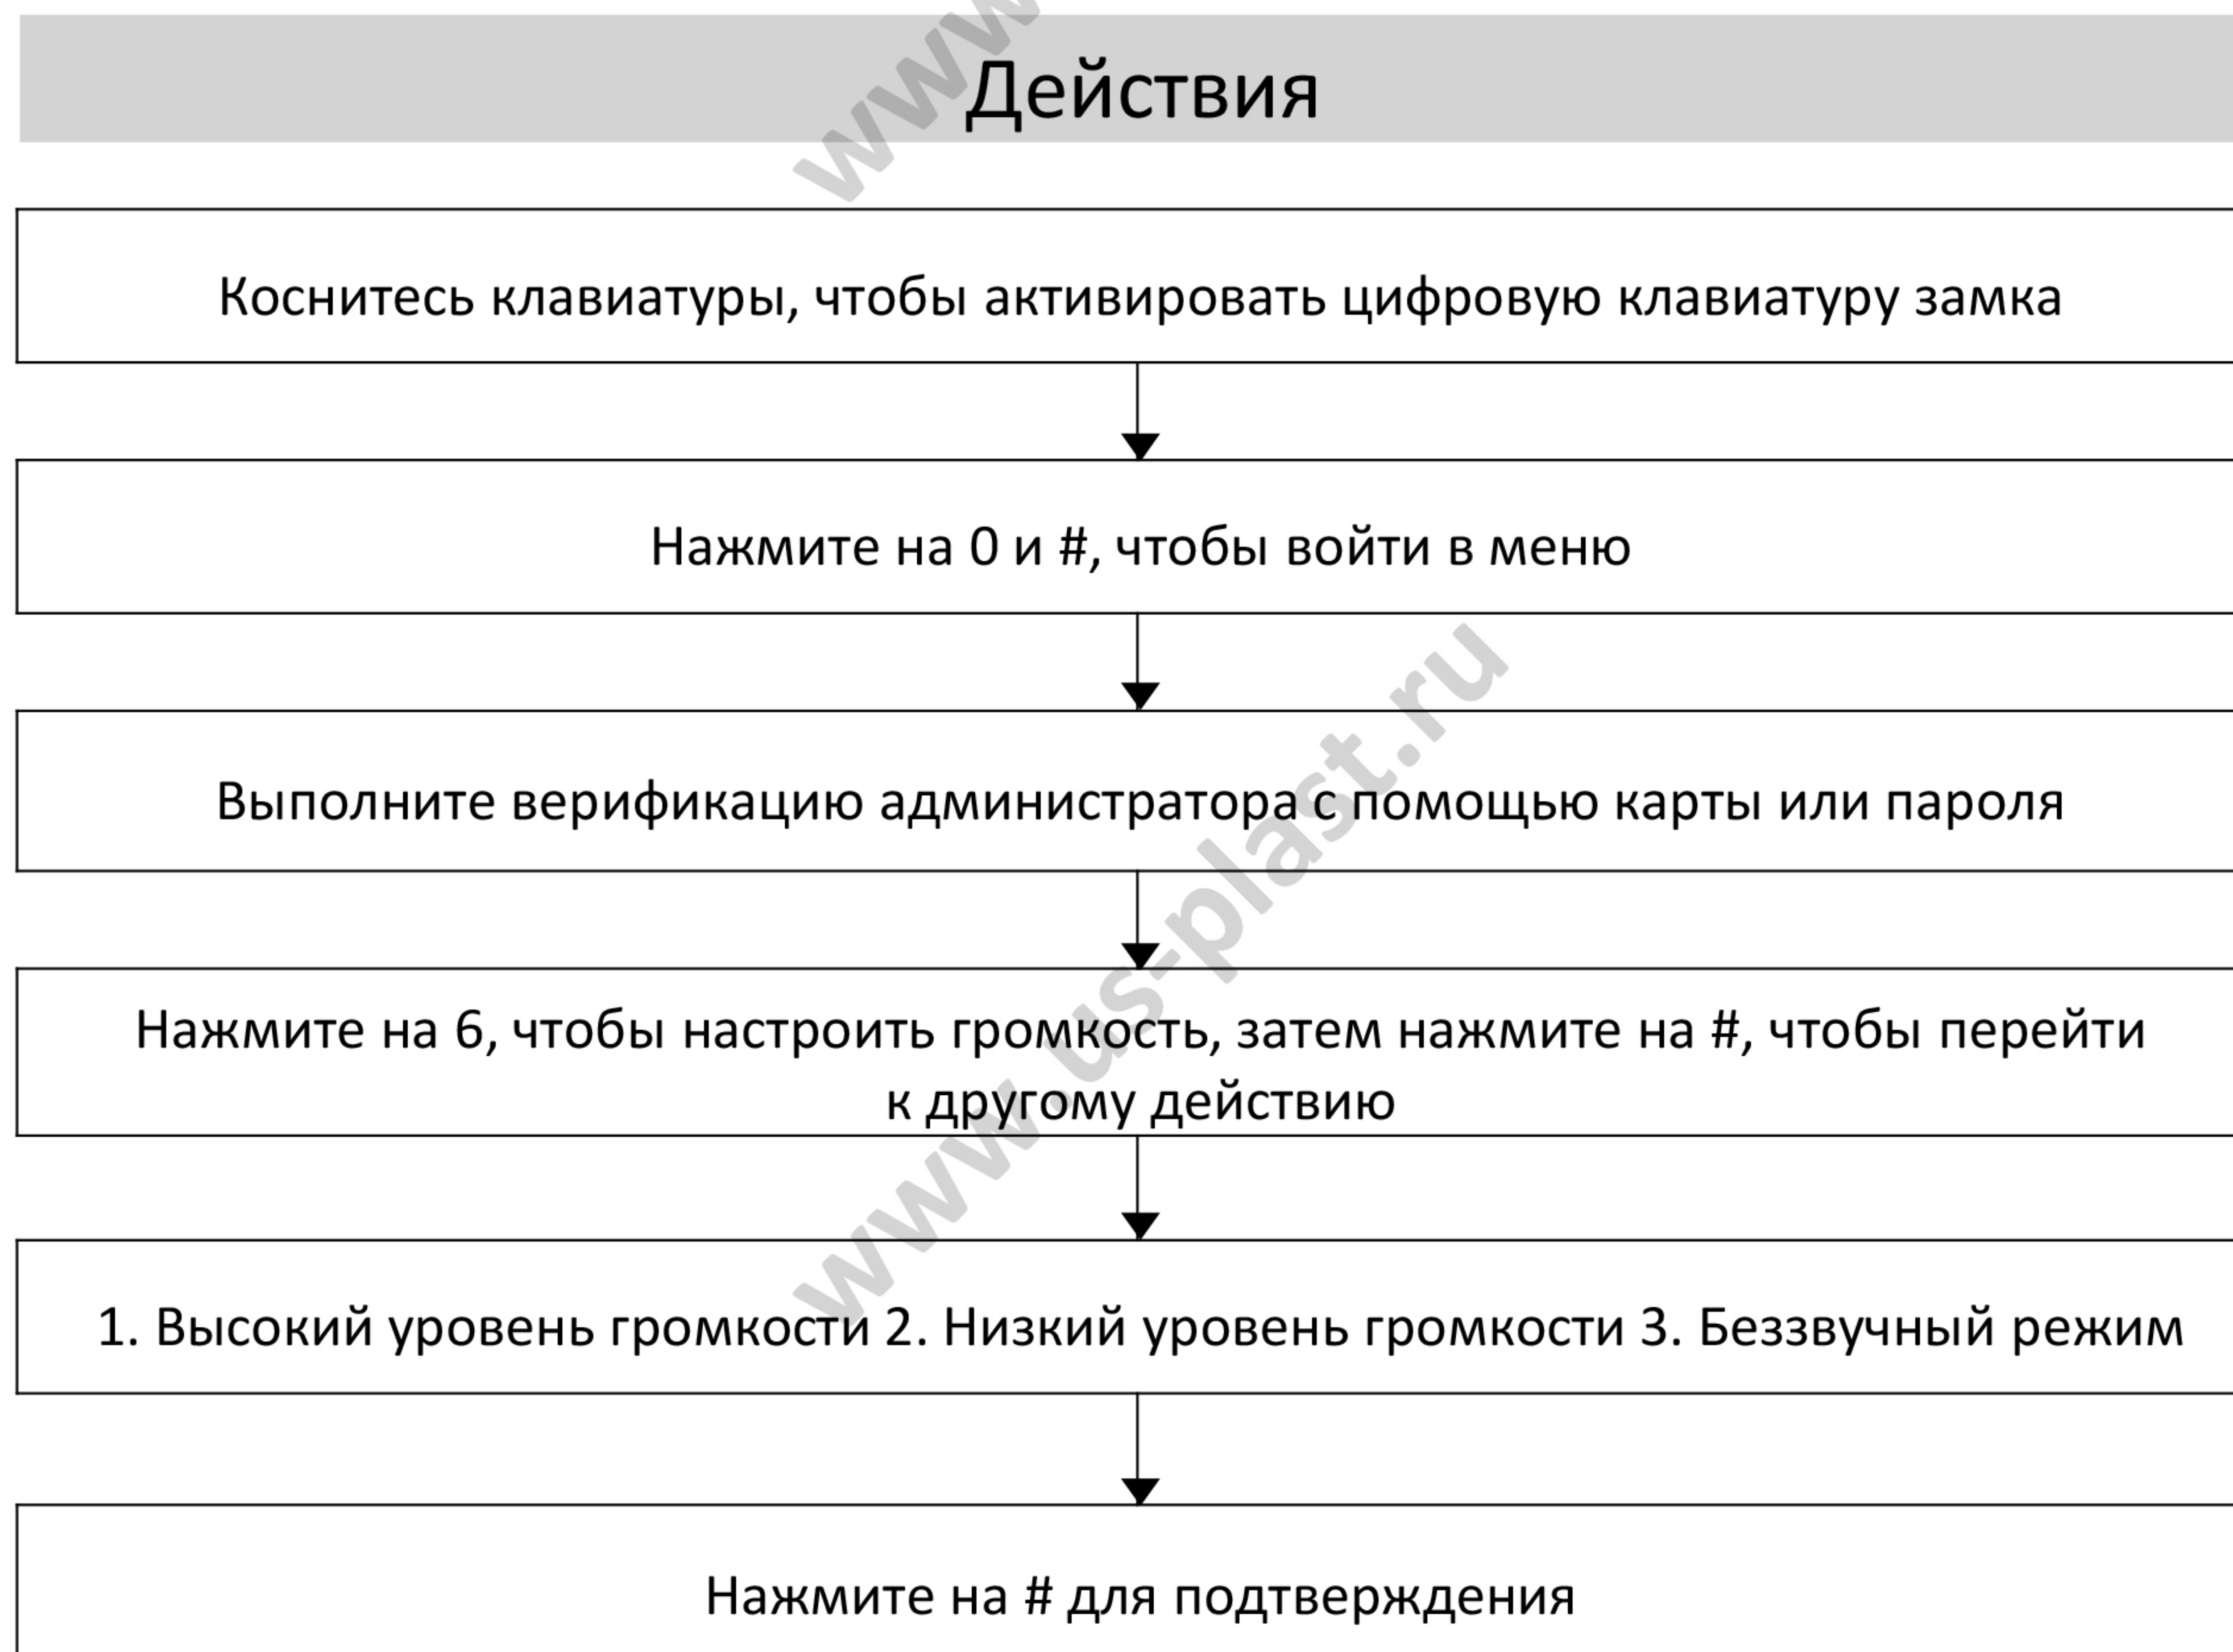 Действия
Коснитесь клавиатуры, чтобы активировать цифровую клавиатуру замка
Нажмите на 0 и #, чтобы войти в меню
Выполните верификацию администратора с помощью карты или пароля
Нажмите на 6, чтобы настроить громкость, затем нажмите на #, чтобы перейти
к другому действию
1. Высокий уровень громкости 2. Низкий уровень громкости 3. Беззвучный режим
Нажмите на # для подтверждения
www
www.us-plast.ru